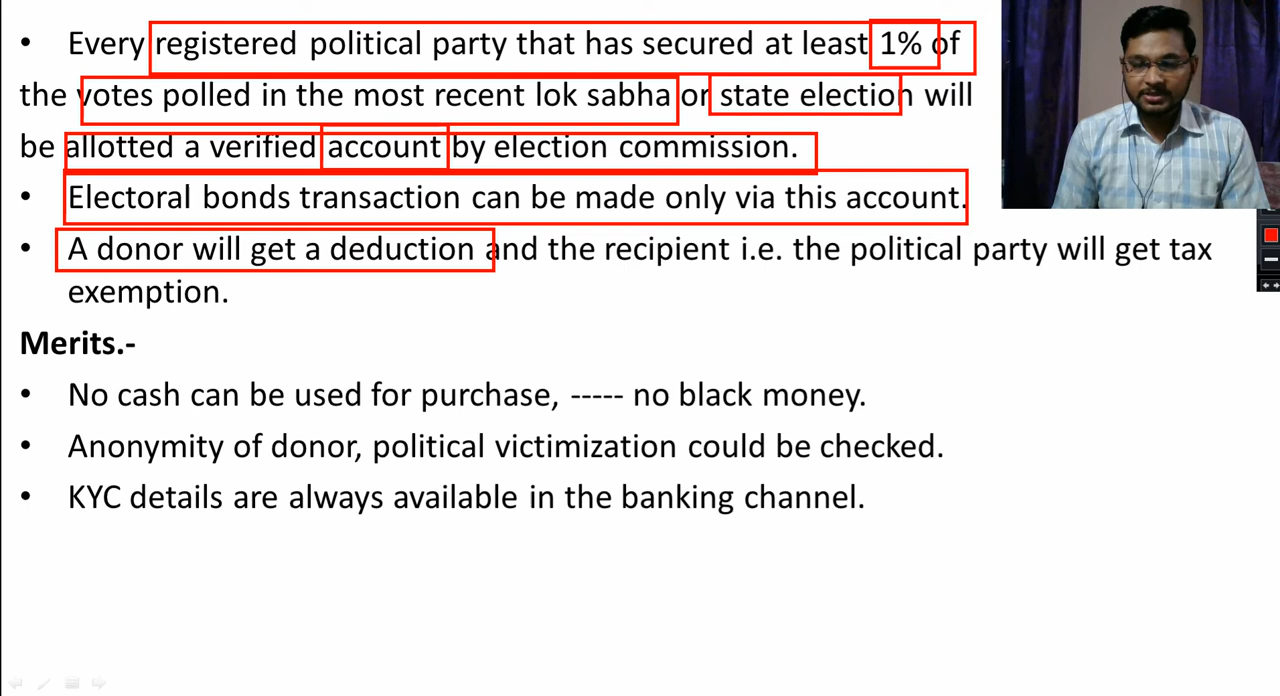 • Every registered political party that has secured at least 1% of
the votes polled in the most recent lok sabha or state election will
be allotted a verified account by election commission.
• Electoral bonds transaction can be made only via this account.
• A donor will get a deduction and the recipient i.e. the political party will get tax
exemption.
Merits.-
• No cash can be used for purchase, ----- no black money.
• Anonymity of donor, political victimization could be checked.
• KYC details are always available in the banking channel.